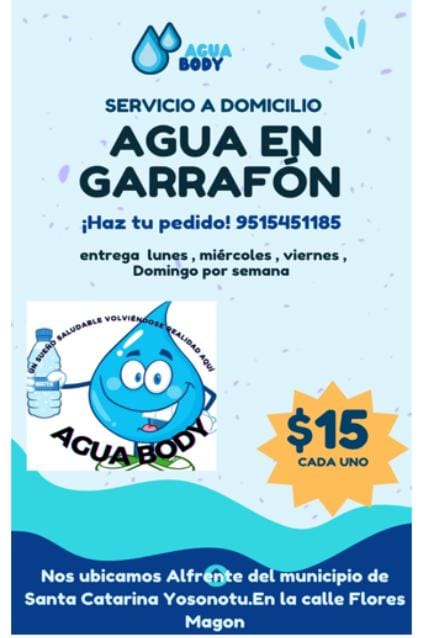 AGUA
BODY
SERVICIO A DOMICILIO
AGUA EN
GARRAFÓN
¡Haz tu pedido! 9515451185
entrega lunes , miércoles , viernes ,
Domingo por semana
UN SUEÑO SALUDABLE VOLVIÉNDOSE REALIDAD AQUÍ
WATER
AGUA BODY
$15
CADA UNO
Nos ubicamos Alfrente del municipio de
Santa Catarina Yosonotu.En la calle Flores
Magon